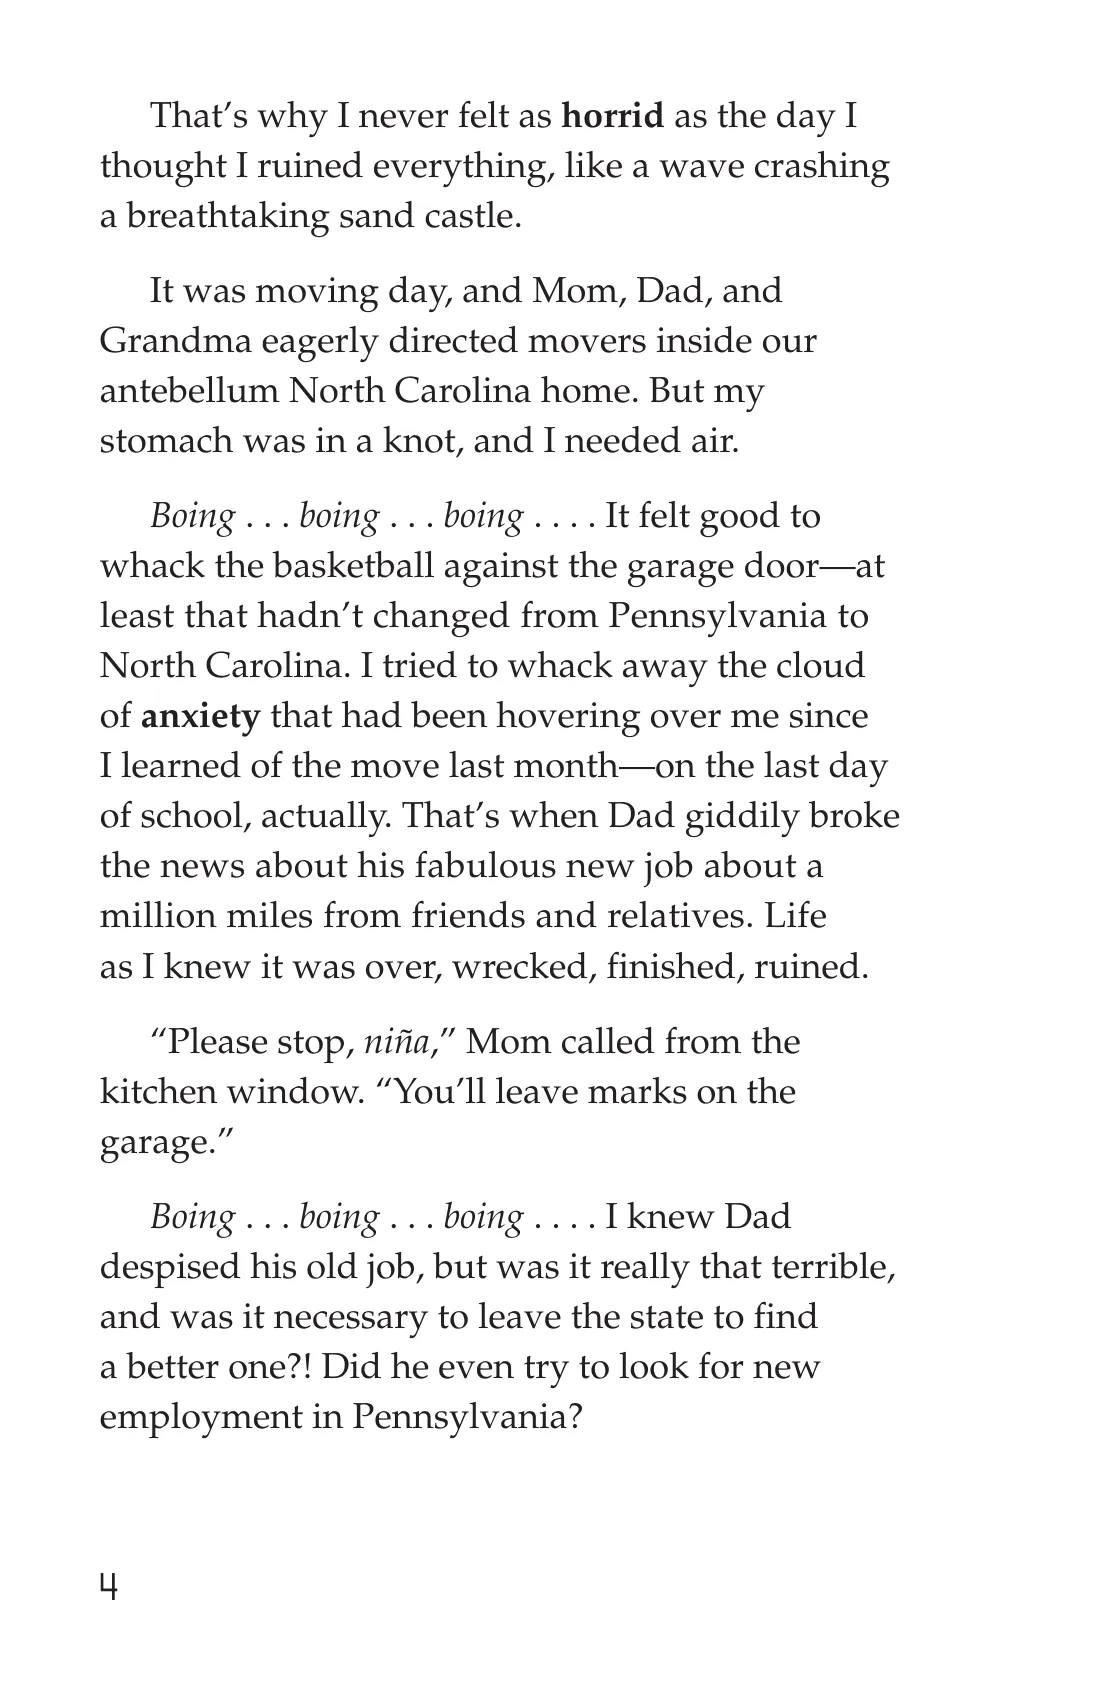 That’s why I never felt as horrid as the day I
thought I ruined everything, like a wave crashing
a breathtaking sand castle.
It was moving day, and Mom, Dad, and
Grandma eagerly directed movers inside our
antebellum North Carolina home. But my
stomach was in a knot, and I needed air.
Boing . . . boing . . . boing . . . . It felt good to
whack the basketball against the garage door—at
least that hadn’t changed from Pennsylvania to
North Carolina. I tried to whack away the cloud
of anxiety that had been hovering over me since
I learned of the move last month—on the last day
of school, actually. That’s when Dad giddily broke
the news about his fabulous new job about a
million miles from friends and relatives. Life
as I knew it was over, wrecked, finished, ruined.
“Please stop, niña,” Mom called from the
kitchen window. “You’ll leave marks on the
garage.”
Boing . . . boing . . . boing . . . . I knew Dad
despised his old job, but was it really that terrible,
and was it necessary to leave the state to find
a better one?! Did he even try to look for new
employment in Pennsylvania?
4